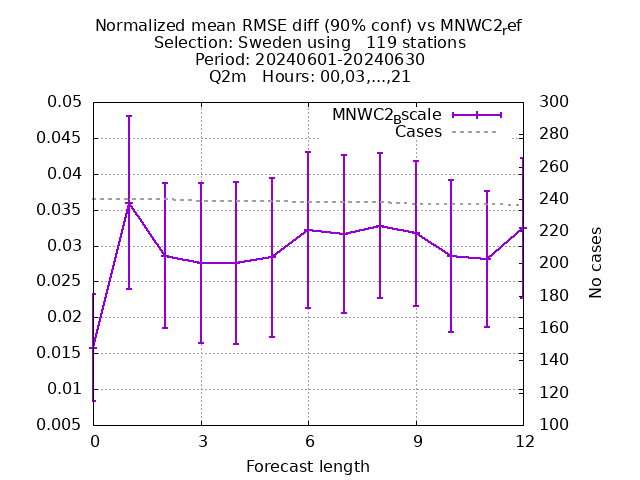 Normalized mean RMSE diff (90% conf) vs MNWC2_ref
Selection: Sweden using 119 stations
Period: 20240601-20240630
Q2m Hours: 00,03,...,21
MNWC2_Bscale
Cases
0.05
0.045
0.04
0.035
0.03
0.025
0.02
0.015
0.01
0.005
300
280
260
240
220
200
180
160
140
120
100
No cases
0 3 6 9 12
Forecast length